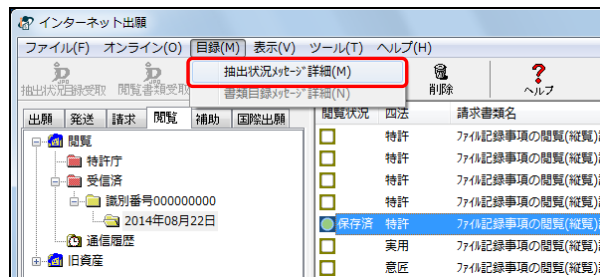 インターネット出願
ファイル(F) オンライン(O) 目録(M) 表示(V) ツール(T) ヘルプ(H)
抽出状況ﾒｯｾｰｼﾞ詳細(M)
書類目録ﾒｯｾｰｼﾞ詳細(N)
抽出状況目録受取 閲覧書類受取 削除 ヘルプ
出願 発送 請求 閲覧 補助 国際出願
閲覧状況 四法 請求書類名
閲覧
特許庁
受信済
識別番号000000000
2014年08月22日
通信履歴
旧資産
特許 ﾌｧｲﾙ記録事項の閲覧(縦覧)
特許 ﾌｧｲﾙ記録事項の閲覧(縦覧)
特許 ﾌｧｲﾙ記録事項の閲覧(縦覧)
特許 ﾌｧｲﾙ記録事項の閲覧(縦覧)
保存済 特許 ﾌｧｲﾙ記録事項の閲覧(縦覧)
実用 ﾌｧｲﾙ記録事項の閲覧(縦覧)
意匠 ﾌｧｲﾙ記録事項の閲覧(縦覧)